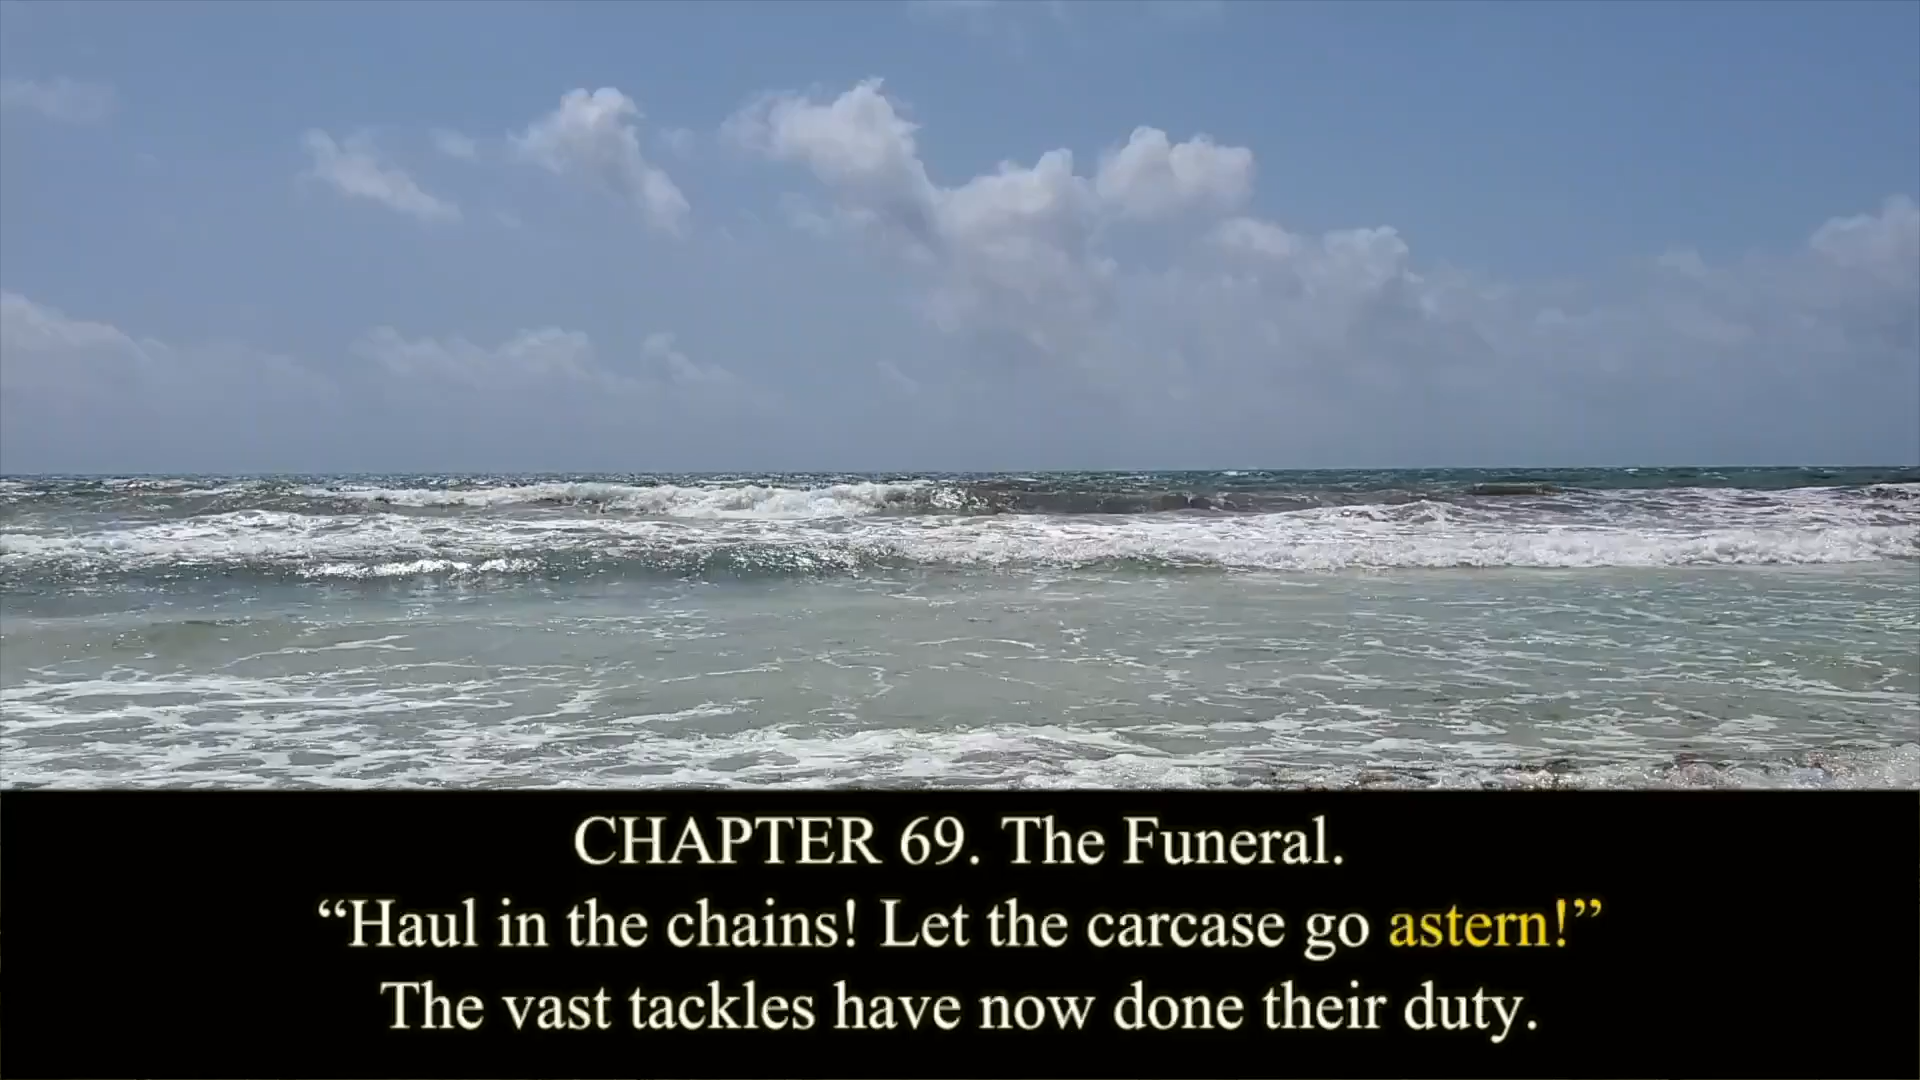 CHAPTER 69. The Funeral.
“Haul in the chains! Let the carcase go astern!”
The vast tackles have now done their duty.